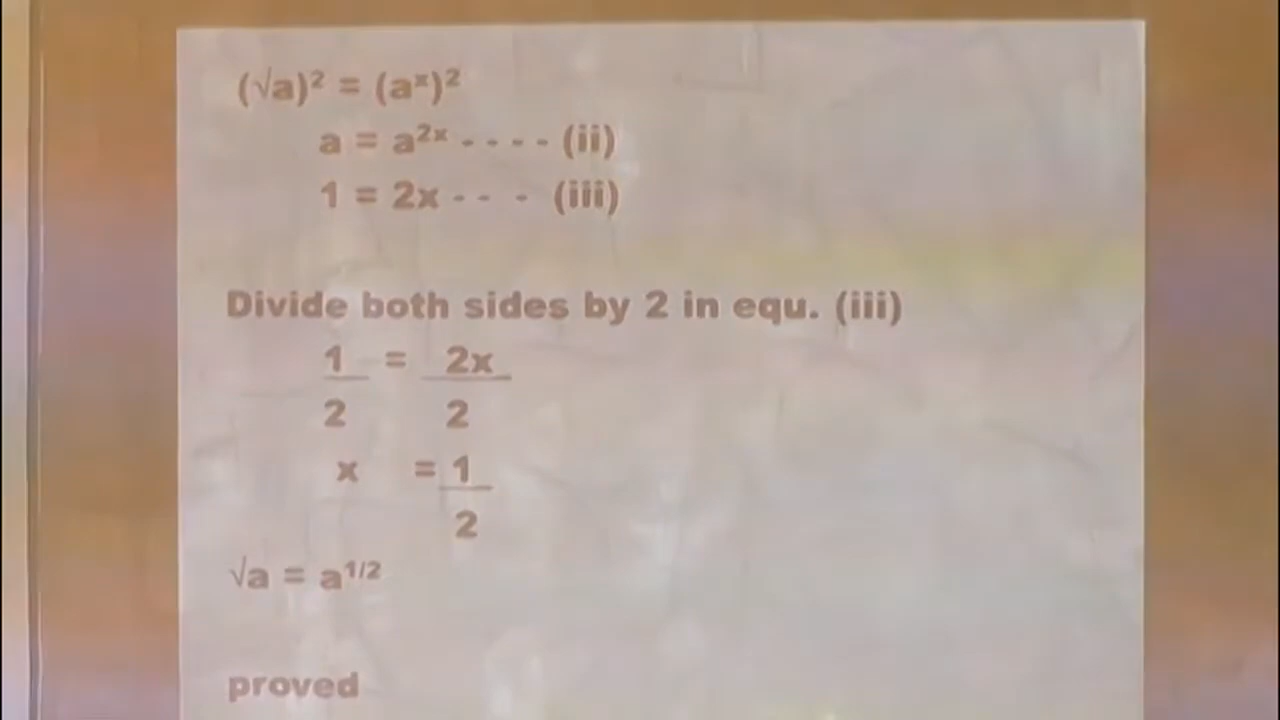 (√a)² = (aˣ)²
a = a²ˣ - - - - (ii)
1 = 2x - - - (iii)
Divide both sides by 2 in equ. (iii)
1 = 2x
2 2
x = 1
2
√a = a¹/²
proved